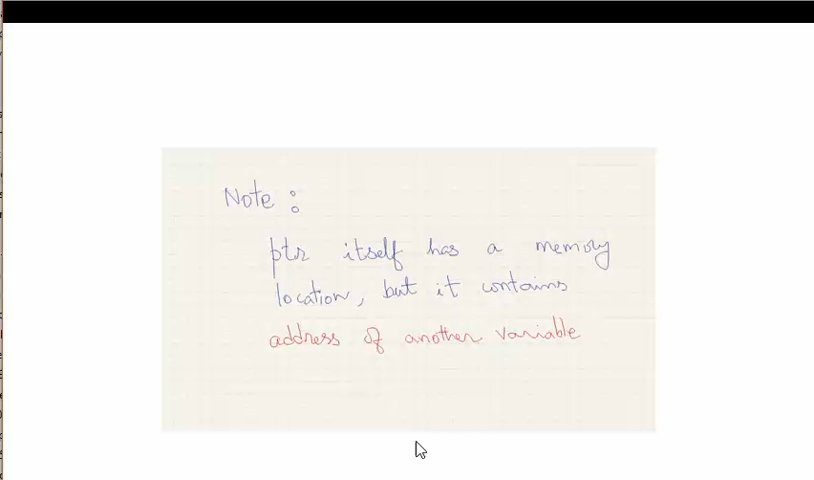 Note :
ptr itself has a memory
location, but it contains
address of another variable